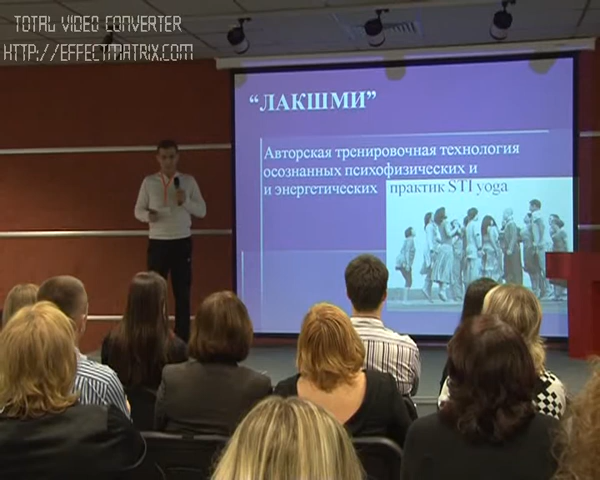 TOTAL VIDEO CONVERTER
HTTP://EFFECTMATRIX.COM
“ЛАКШМИ”
Авторская тренировочная технология
осознанных психофизических и
и энергетических практик STI yoga